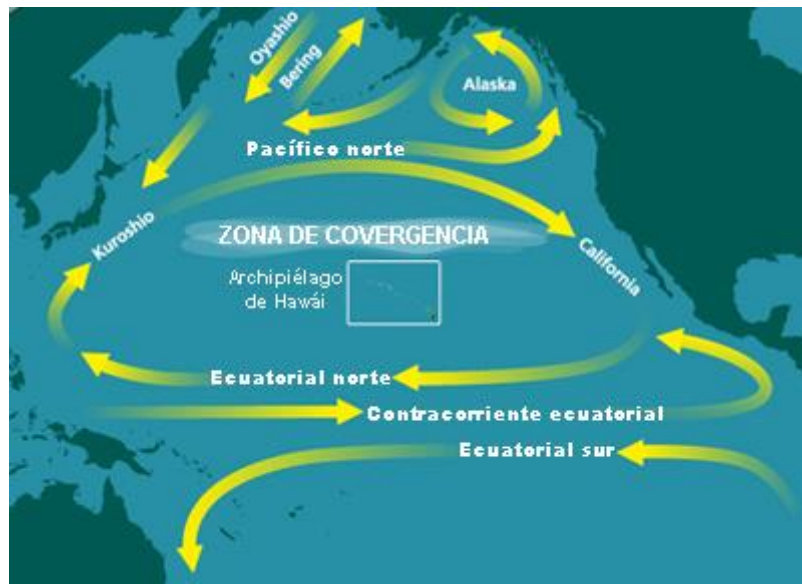 Oyashio
Bering
Alaska
Pacífico norte
Kuroshio
ZONA DE COVERGENCIA
California
Archipiélago
de Hawái
Ecuatorial norte
Contracorriente ecuatorial
Ecuatorial sur